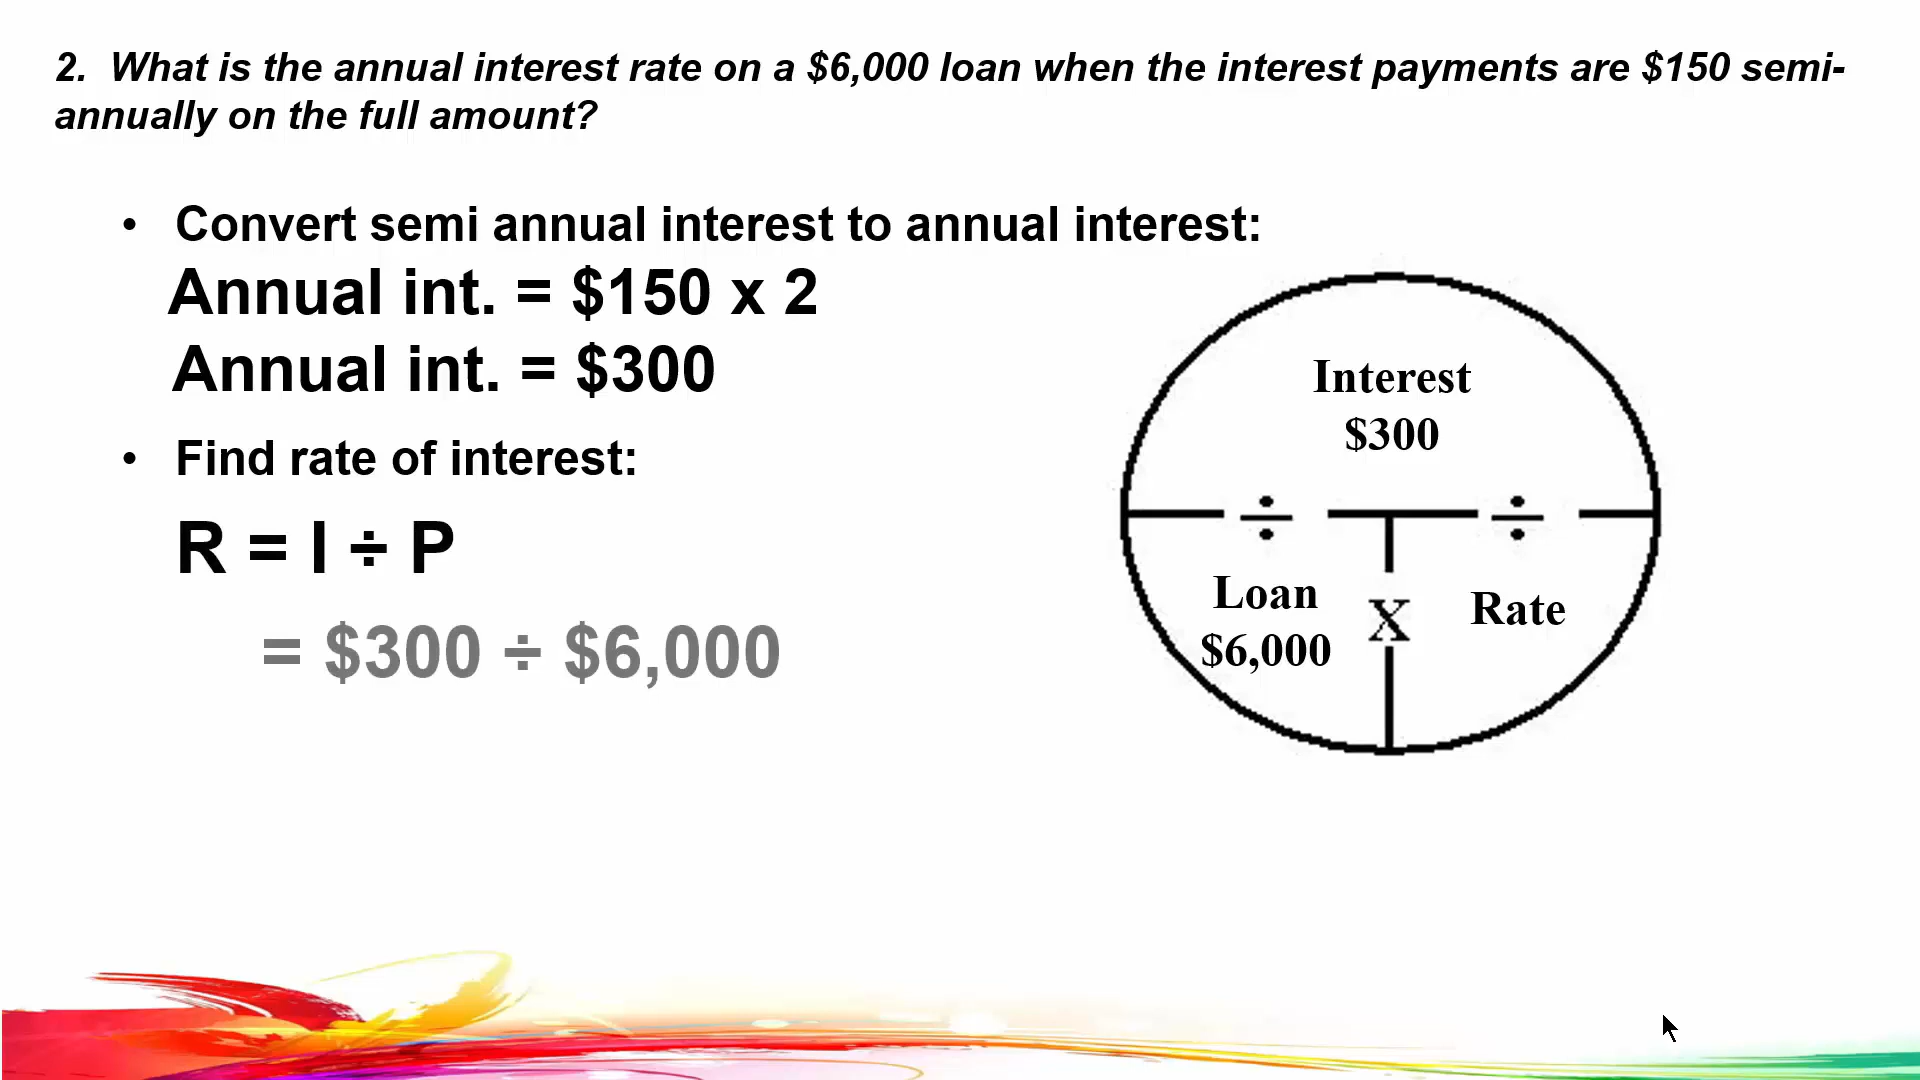 2. What is the annual interest rate on a $6,000 loan when the interest payments are $150 semi-
annually on the full amount?
• Convert semi annual interest to annual interest:
Annual int. = $150 x 2
Annual int. = $300
• Find rate of interest:
R = I ÷ P
= $300 ÷ $6,000
Interest
$300
÷ ÷
Loan
$6,000
X
Rate